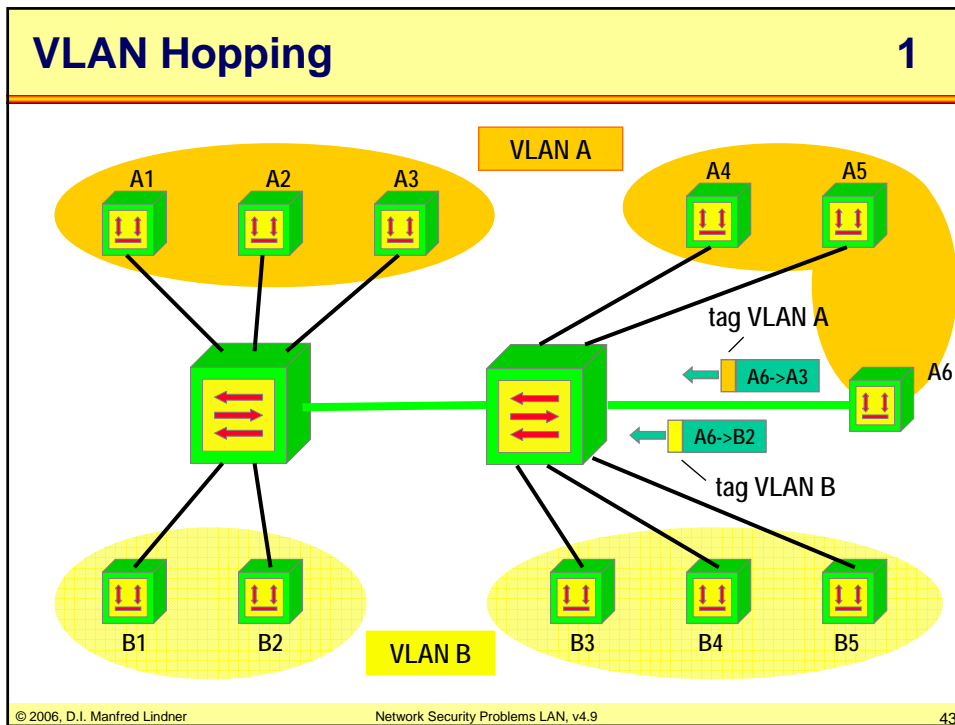 VLAN Hopping 1
VLAN A
A1 A2 A3 A4 A5
tag VLAN A
A6->A3
A6
A6->B2
tag VLAN B
B1 B2 B3 B4 B5
VLAN B
© 2006, D.I. Manfred Lindner Network Security Problems LAN, v4.9 43